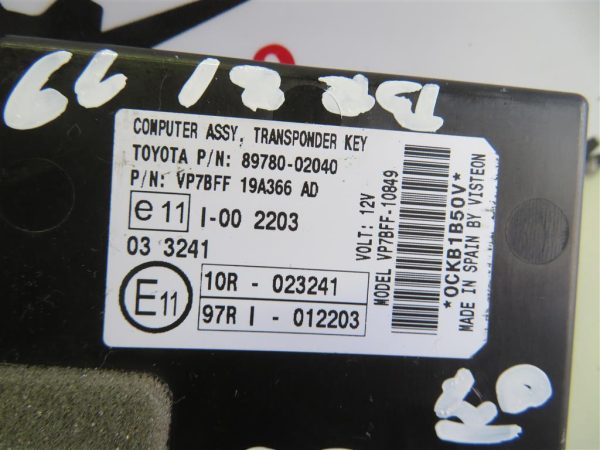 COMPUTER ASSY, TRANSPONDER KEY
TOYOTA P/N: 89780-02040
P/N: VP7BFF 19A366 AD
e 11 I-00 2203
03 3241
E11
10R - 023241
97R I - 012203
VOLT: 12V
MODEL VP7BFF-10849
*OCKB1B50V*
MADE IN SPAIN BY VISTEON